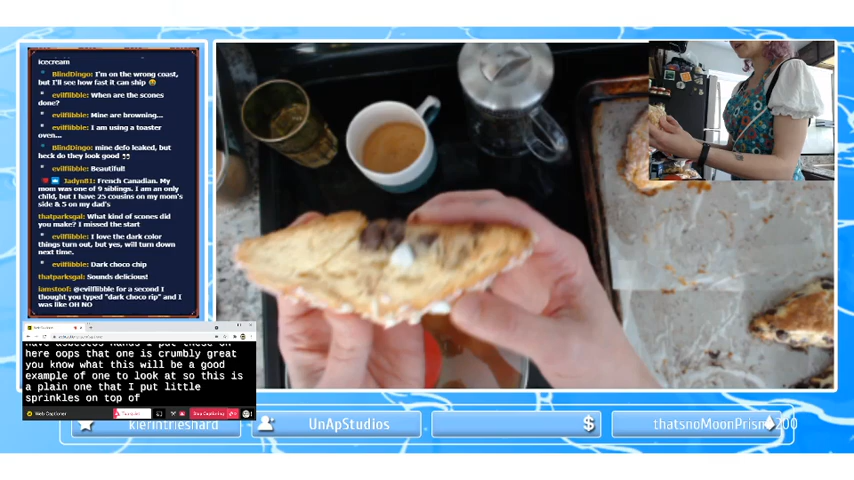 icecream
BlindDingo: I'm on the wrong coast,
but I'll see how fast it can ship
evilflibble: When are the scones
done?
evilflibble: Mine are browning...
evilflibble: I am using a toaster
oven...
BlindDingo: mine defo leaked, but
heck do they look good
evilflibble: Beautiful!
Jadyn81: French Canadian. My
mom was one of 9 siblings. I am an only
child, but I have 25 cousins on my mom's
side & 5 on my dad's
thatparksgal: What kind of scones did
you make? I missed the start
evilflibble: I love the dark color
things turn out, but yes, will turn down
next time.
evilflibble: Dark choco chip
thatparksgal: Sounds delicious!
iamstoof: @evilflibble for a second I
thought you typed "dark choco rip" and I
was like OH NO
here oops that one is crumbly great
you know what this will be a good
example of one to look at so this is
a plain one that I put little
sprinkles on top of
Web Captioner
Stop Captioning
kierintrieshard
UnApStudios
$
thatsnoMoonPrism 200